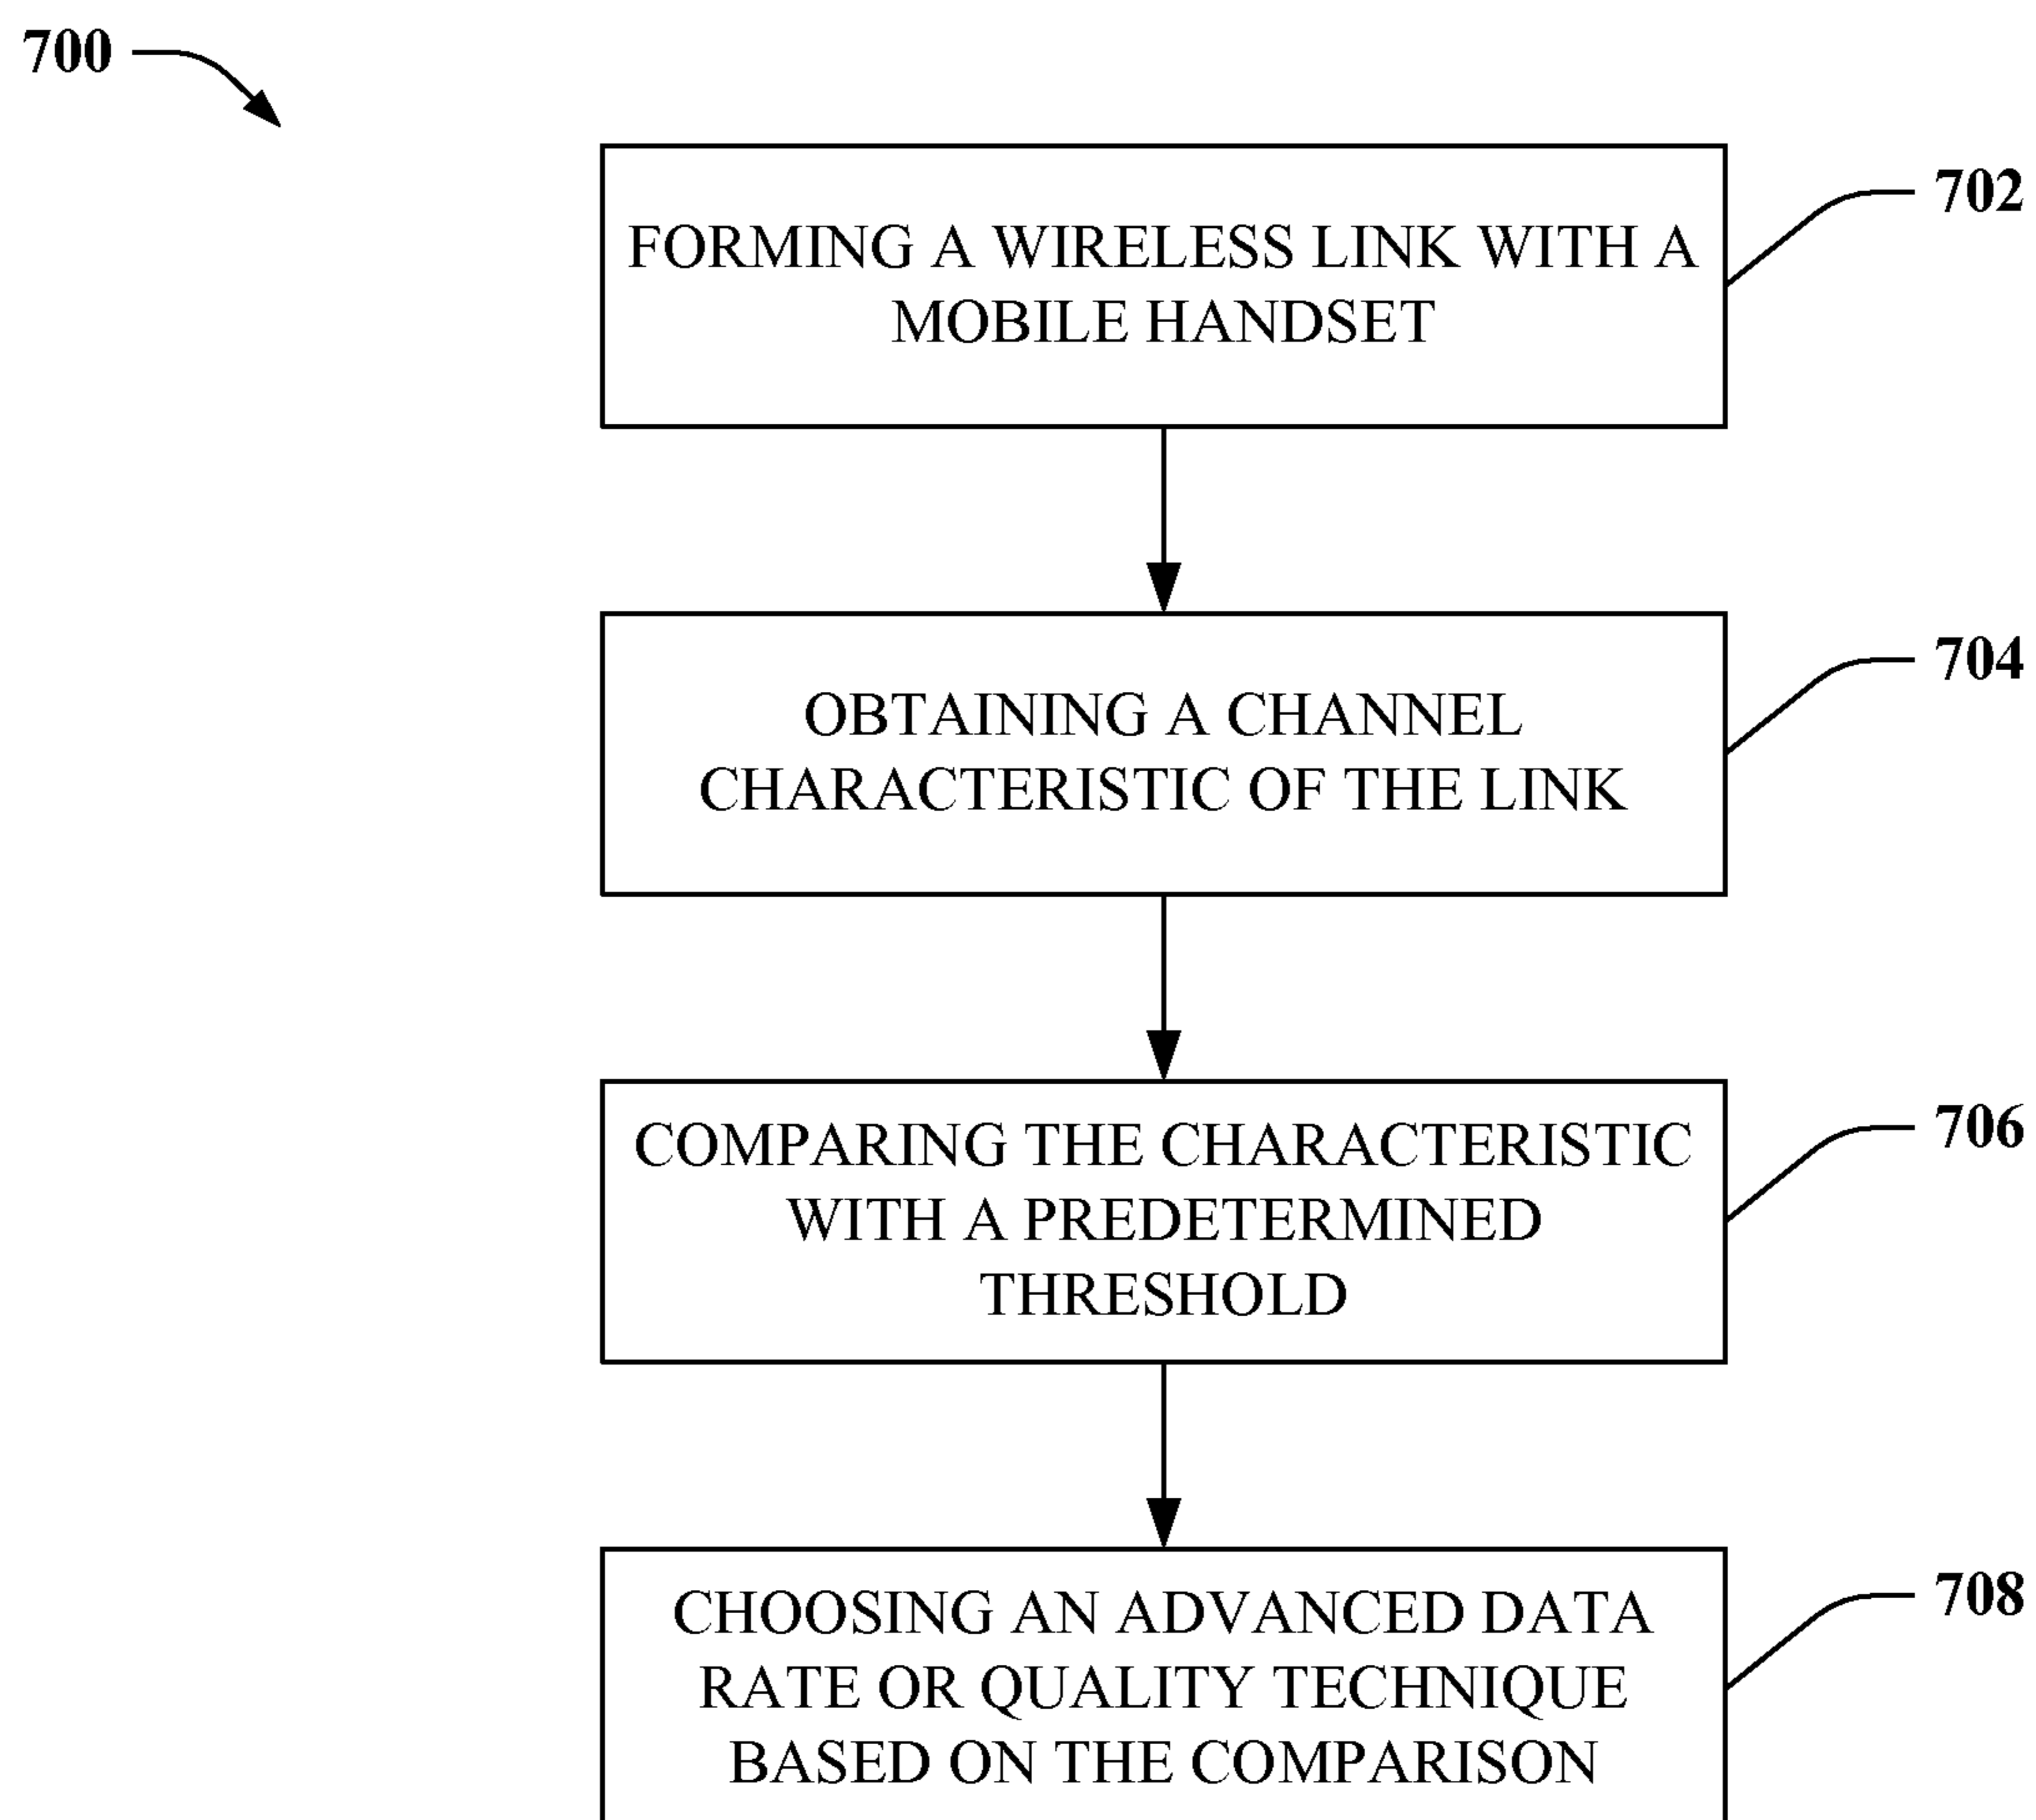 700
702
FORMING A WIRELESS LINK WITH A
MOBILE HANDSET
704
OBTAINING A CHANNEL
CHARACTERISTIC OF THE LINK
706
COMPARING THE CHARACTERISTIC
WITH A PREDETERMINED
THRESHOLD
708
CHOOSING AN ADVANCED DATA
RATE OR QUALITY TECHNIQUE
BASED ON THE COMPARISON